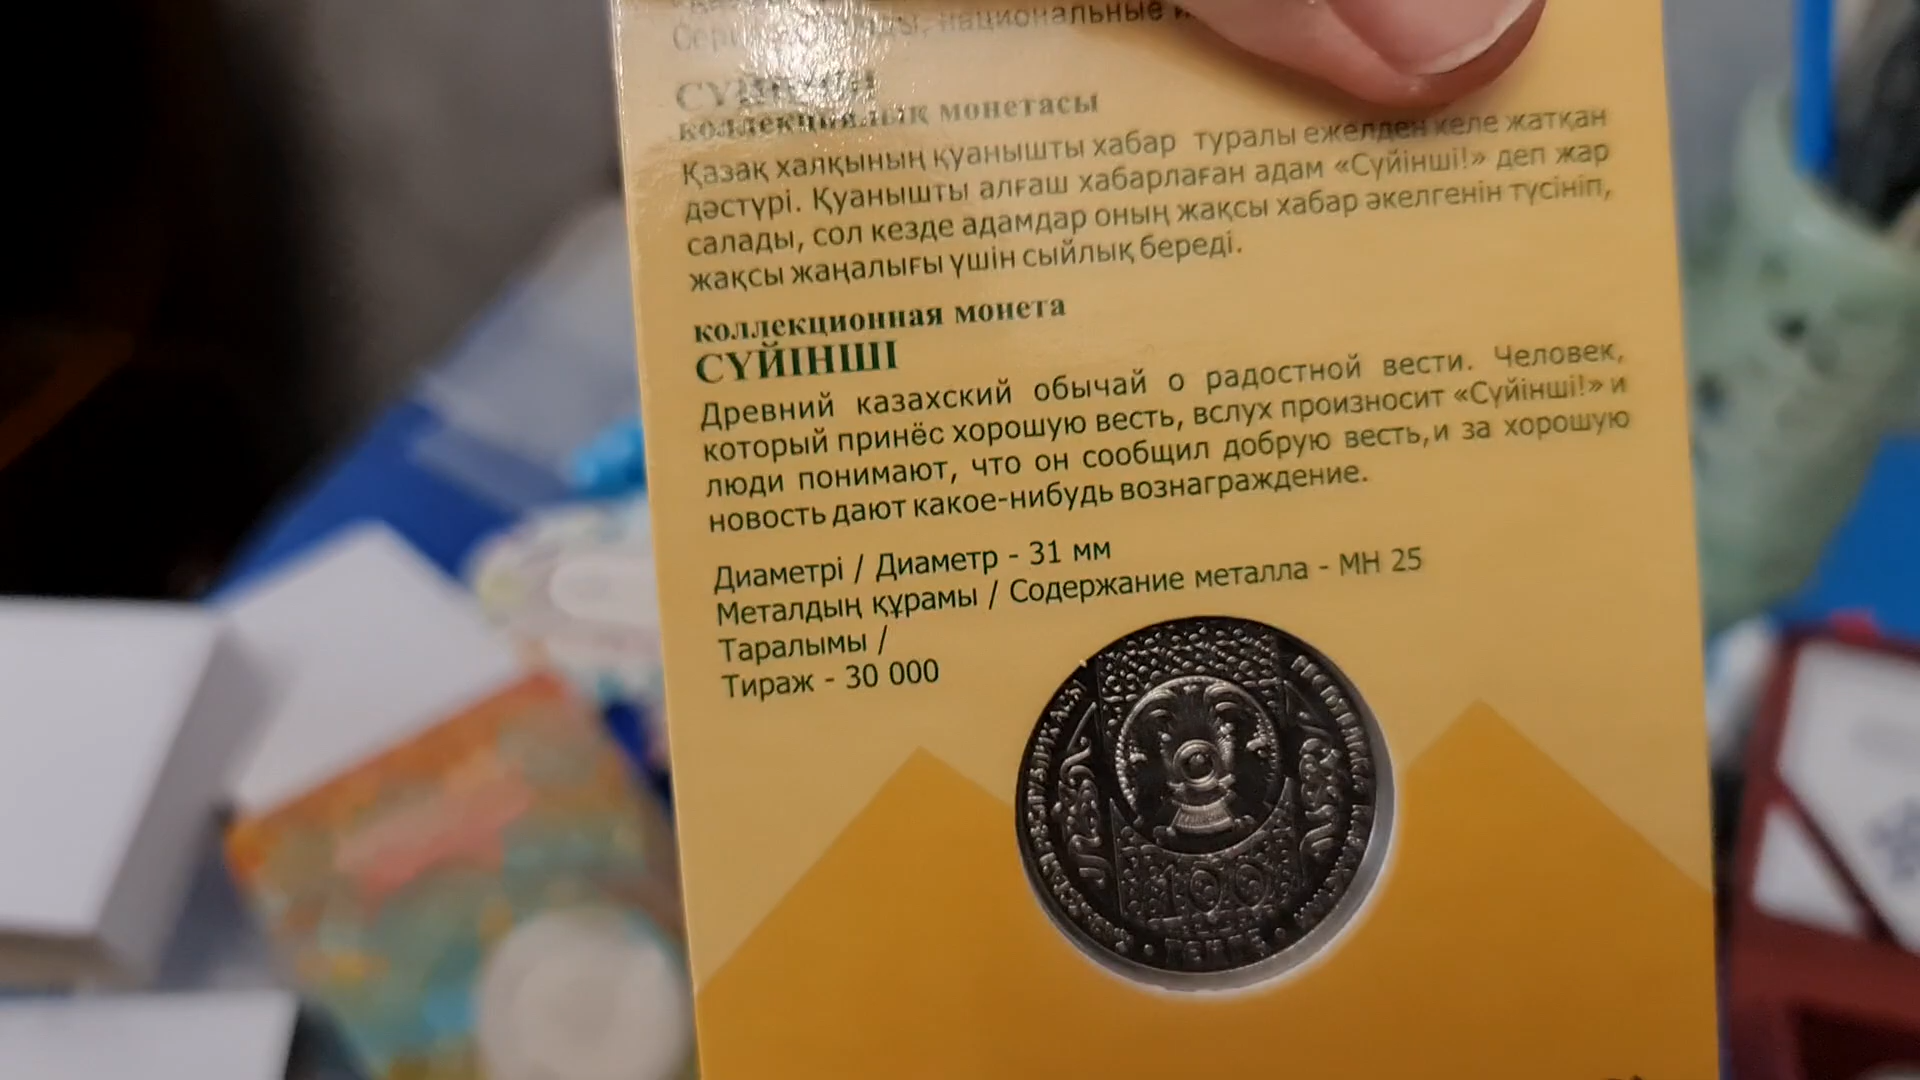 национальные
СҮЙІНШІ
коллекциялық монетасы
Қазақ халқының қуанышты хабар туралы ежелден келе жатқан
дәстүрі. Қуанышты алғаш хабарлаған адам «Сүйінші!» деп жар
салады, сол кезде адамдар оның жақсы хабар әкелгенін түсініп,
жақсы жаңалығы үшін сыйлық береді.
коллекционная монета
СҮЙІНШІ
Древний казахский обычай о радостной вести. Человек,
который принёс хорошую весть, вслух произносит «Сүйінші!» и
люди понимают, что он сообщил добрую весть,и за хорошую
новость дают какое-нибудь вознаграждение.
Диаметрі / Диаметр - 31 мм
Металдың құрамы / Содержание металла - МН 25
Таралымы /
Тираж - 30 000
100
ТЕНГЕ